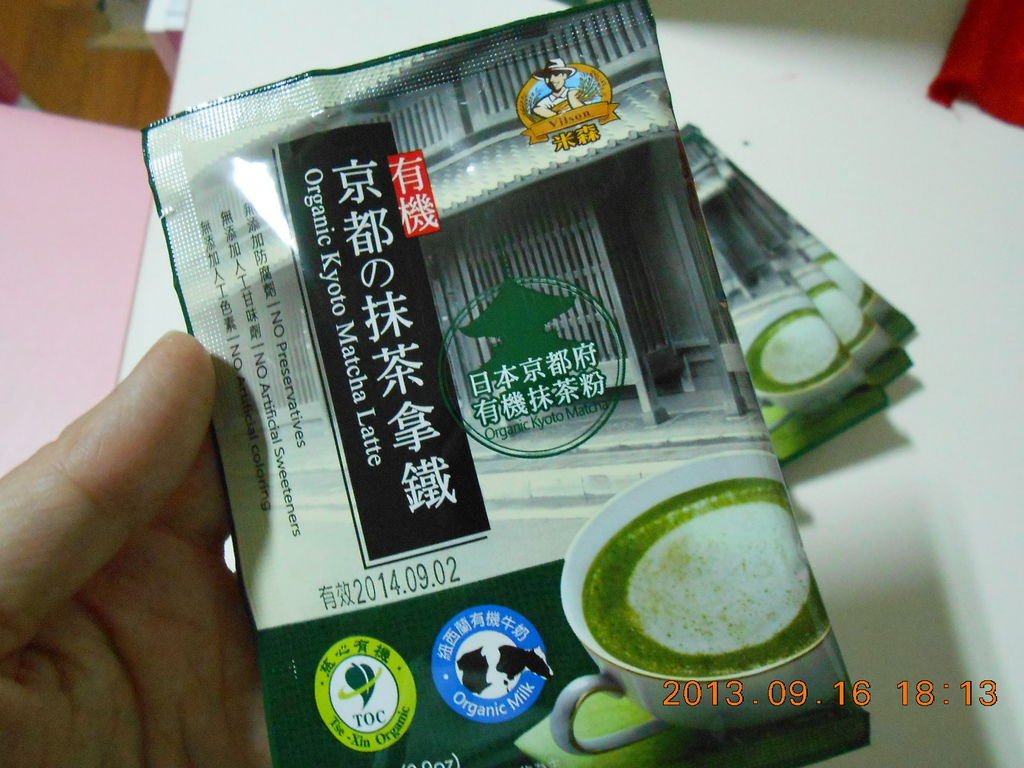 Vilson
米森
有機
京都の抹茶拿鐵
Organic Kyoto Matcha Latte
無添加防腐劑 | NO Preservatives
無添加人工甘味劑 | NO Artificial Sweeteners
無添加人工色素 | NO Artificial coloring
日本京都府
有機抹茶粉
Organic Kyoto Matcha
有效2014.09.02
慈心有機
TOC
Tse-Xin Organic
紐西蘭有機牛奶
Organic Milk
2013.09.16 18:13